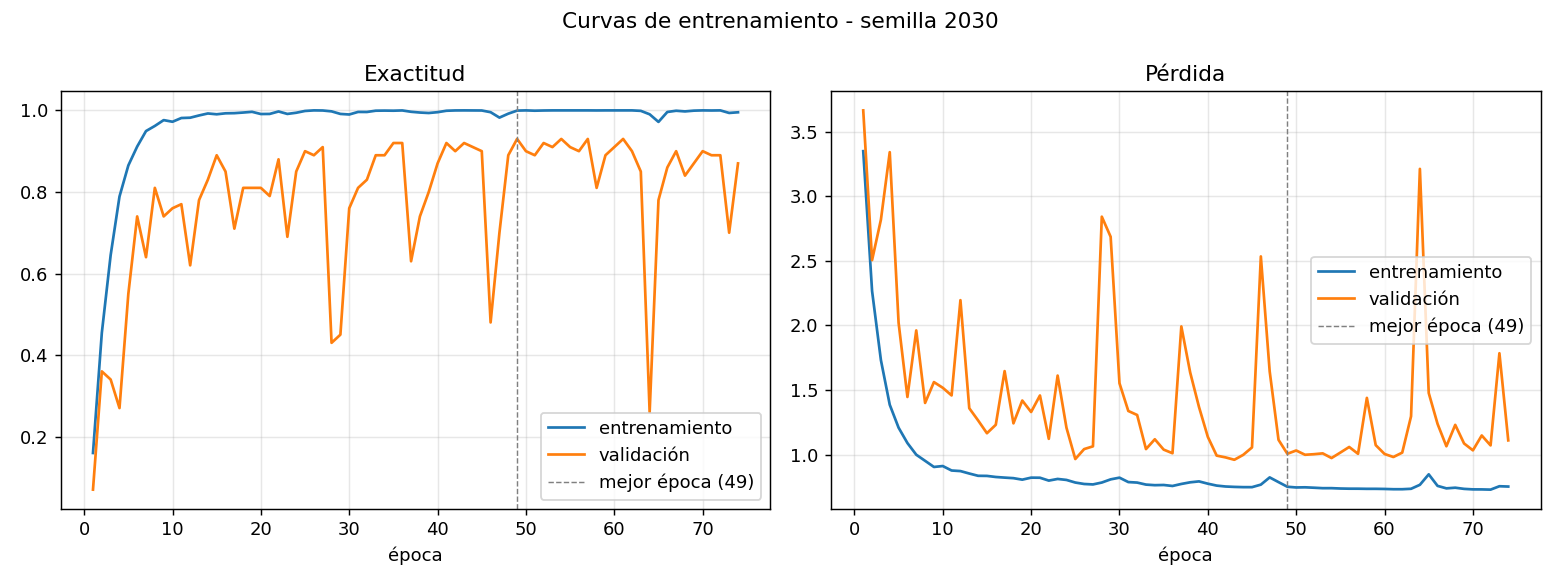 Curvas de entrenamiento - semilla 2030
Exactitud
1.0
0.8
0.6
0.4
0.2
0 10 20 30 40 50 60 70
época
entrenamiento
validación
mejor época (49)
Pérdida
3.5
3.0
2.5
2.0
1.5
1.0
0 10 20 30 40 50 60 70
época
entrenamiento
validación
mejor época (49)